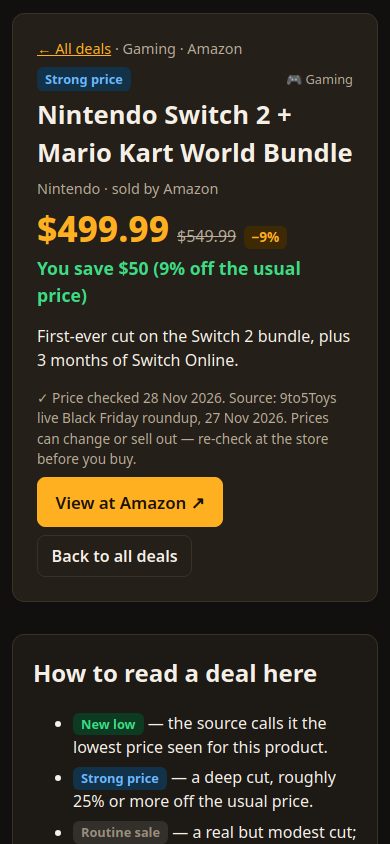 ← All deals · Gaming · Amazon
Strong price
🎮 Gaming
Nintendo Switch 2 +
Mario Kart World Bundle
Nintendo · sold by Amazon
$499.99 $549.99 −9%
You save $50 (9% off the usual
price)
First-ever cut on the Switch 2 bundle, plus
3 months of Switch Online.
✓ Price checked 28 Nov 2026. Source: 9to5Toys
live Black Friday roundup, 27 Nov 2026. Prices
can change or sell out — re-check at the store
before you buy.
View at Amazon ↗
Back to all deals
How to read a deal here
• New low — the source calls it the
lowest price seen for this product.
• Strong price — a deep cut, roughly
25% or more off the usual price.
• Routine sale — a real but modest cut;